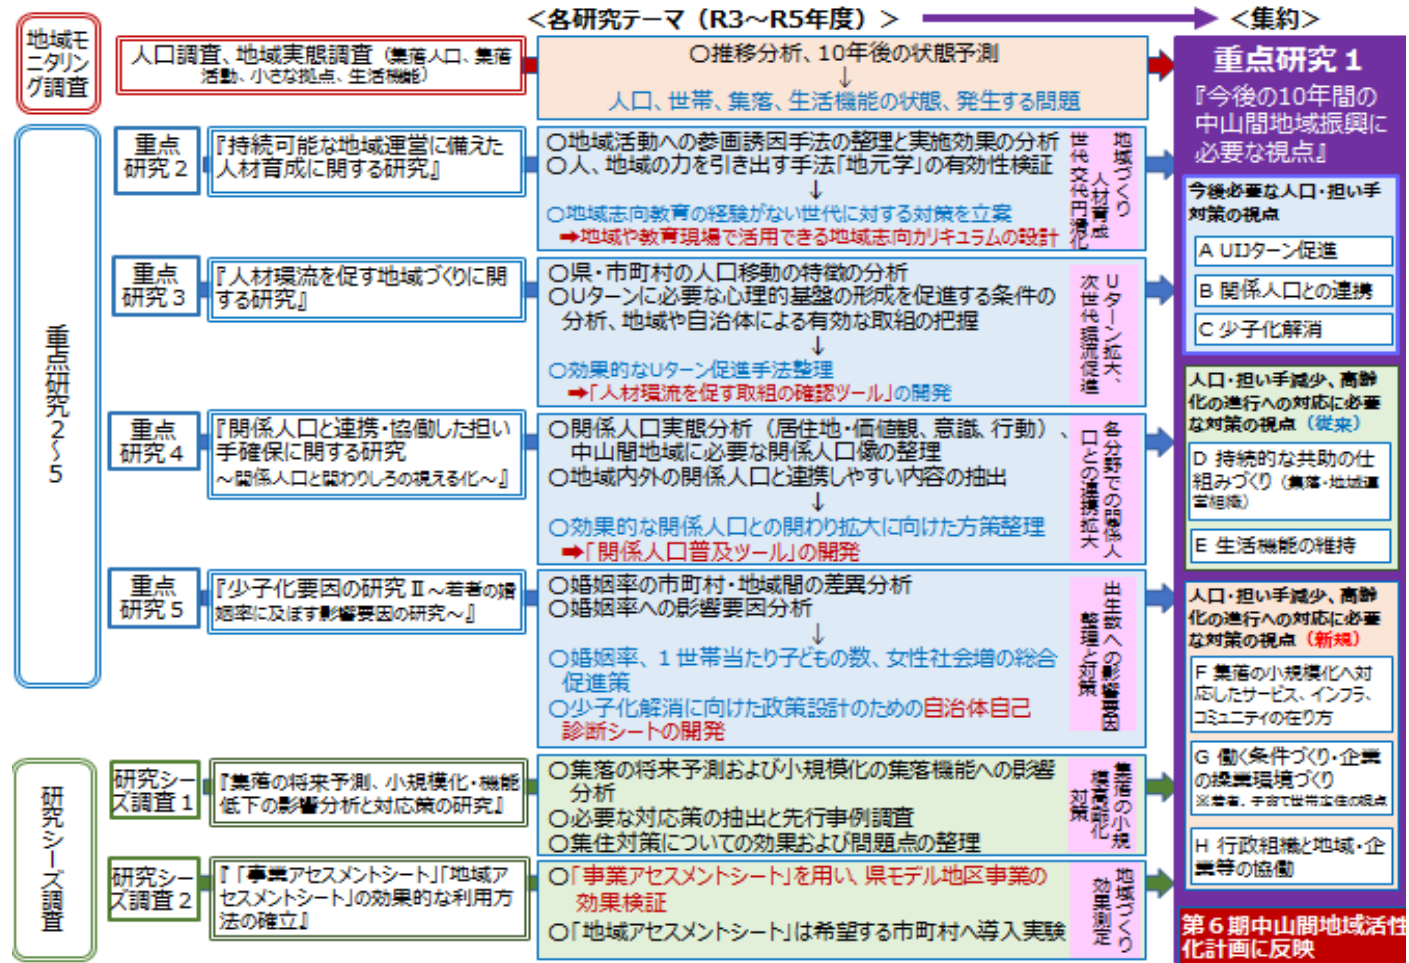 ＜各研究テーマ（R3～R5年度）＞
＜集約＞
地域モ
ニタリン
グ調査
人口調査、地域実態調査（集落人口、集落
活動、小さな拠点、生活機能）
〇推移分析、10年後の状態予測
↓
人口、世帯、集落、生活機能の状態、発生する問題
重点研究２～５
重点
研究２
『持続可能な地域運営に備えた
人材育成に関する研究』
〇地域活動への参画誘因手法の整理と実施効果の分析
〇人、地域の力を引き出す手法「地元学」の有効性検証
↓
〇地域志向教育の経験がない世代に対する対策を立案
➡地域や教育現場で活用できる地域志向カリキュラムの設計
地域づくり
人材育成
世代交代円滑化
重点
研究３
『人材環流を促す地域づくりに関
する研究』
〇県・市町村の人口移動の特徴の分析
〇Uターンに必要な心理的基盤の形成を促進する条件の
分析、地域や自治体による有効な取組の把握
↓
〇効果的なUターン促進手法整理
➡「人材環流を促す取組の確認ツール」の開発
Uターン拡大、
次世代環流促進
重点
研究４
『関係人口と連携・協働した担い
手確保に関する研究
～関係人口と関わりしろの視える化～』
〇関係人口実態分析（居住地・価値観、意識、行動）、
中山間地域に必要な関係人口像の整理
〇地域内外の関係人口と連携しやすい内容の抽出
↓
〇効果的な関係人口との関わり拡大に向けた方策整理
➡「関係人口普及ツール」の開発
各分野での関係人
口との連携拡大
重点
研究５
『少子化要因の研究Ⅱ～若者の婚
姻率に及ぼす影響要因の研究～』
〇婚姻率の市町村・地域間の差異分析
〇婚姻率への影響要因分析
↓
〇婚姻率、１世帯当たり子どもの数、女性社会増の総合
促進策
〇少子化解消に向けた政策設計のための自治体自己
診断シートの開発
出生数への影響要因
整理と対策
研究シーズ調査
研究シー
ズ調査１
『集落の将来予測、小規模化・機能
低下の影響分析と対応策の研究』
〇集落の将来予測および小規模化の集落機能への影響
分析
〇必要な対応策の抽出と先行事例調査
〇集住対策についての効果および問題点の整理
集落の小規
模高齢化
対策
研究シー
ズ調査２
『「事業アセスメントシート」「地域ア
セスメントシート」の効果的な利用方
法の確立』
〇「事業アセスメントシート」を用い、県モデル地区事業の
効果検証
〇「地域アセスメントシート」は希望する市町村へ導入実験
地域づくり
効果測定
重点研究１
『今後の10年間の
中山間地域振興に
必要な視点』
今後必要な人口・担い手
対策の視点
A UIJターン促進
B 関係人口との連携
C 少子化解消
人口・担い手減少、高齢
化の進行への対応に必要
な対策の視点（従来）
D 持続的な共助の仕
組みづくり（集落・地域運
営組織）
E 生活機能の維持
人口・担い手減少、高齢
化の進行への対応に必要
な対策の視点（新規）
F 集落の小規模化へ対
応したサービス、インフラ、
コミュニティの在り方
G 働く条件づくり・企業
の操業環境づくり
※若者、子育て世帯定住の視点
H 行政組織と地域・企
業等の協働
第６期中山間地域活性
化計画に反映